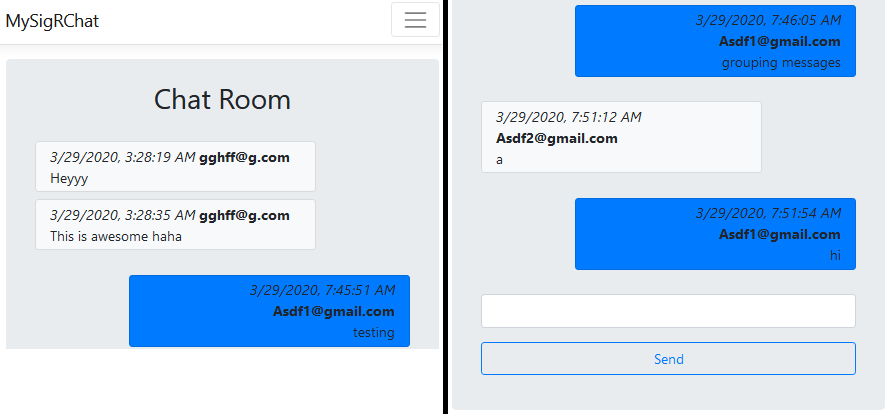 MySigRChat
Chat Room
3/29/2020, 3:28:19 AM gghff@g.com
Heyyy
3/29/2020, 3:28:35 AM gghff@g.com
This is awesome haha
3/29/2020, 7:45:51 AM
Asdf1@gmail.com
testing
3/29/2020, 7:46:05 AM
Asdf1@gmail.com
grouping messages
3/29/2020, 7:51:12 AM
Asdf2@gmail.com
a
3/29/2020, 7:51:54 AM
Asdf1@gmail.com
hi
Send